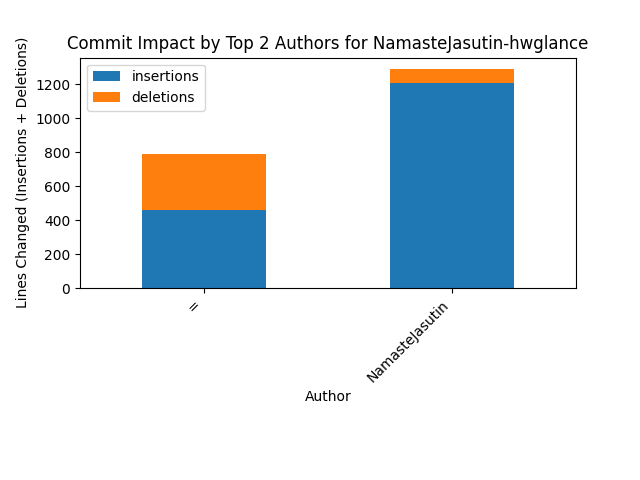 Commit Impact by Top 2 Authors for NamasteJasutin-hwglance
Lines Changed (Insertions + Deletions)
insertions
deletions
1200
1000
800
600
400
200
0
=
NamasteJasutin
Author